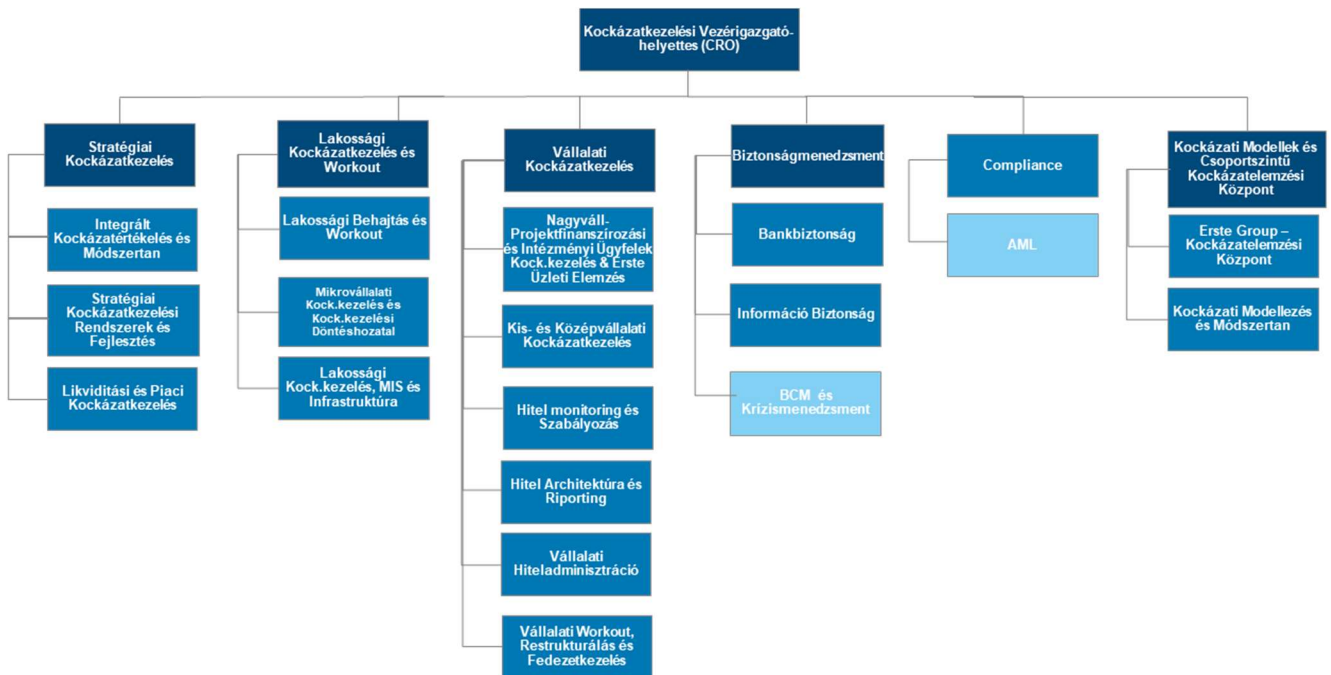 Kockázatkezelési Vezérigazgató-
helyettes (CRO)
Stratégiai
Kockázatkezelés
Integrált
Kockázatértékelés és
Módszertan
Stratégiai
Kockázatkezelési
Rendszerek és
Fejlesztés
Likviditási és Piaci
Kockázatkezelés
Lakossági
Kockázatkezelés és
Workout
Lakossági Behajtás és
Workout
Mikrovállalati
Kock.kezelés és
Kock.kezelési
Döntéshozatal
Lakossági
Kock.kezelés, MIS és
Infrastruktúra
Vállalati
Kockázatkezelés
Nagyváll-
Projektfinanszírozási
és Intézményi Ügyfelek
Kock.kezelés & Erste
Üzleti Elemzés
Kis- és Középvállalati
Kockázatkezelés
Hitel monitoring és
Szabályozás
Hitel Architektúra és
Riporting
Vállalati
Hiteladminisztráció
Vállalati Workout,
Restrukturálás és
Fedezetkezelés
Biztonságmenedzsment
Bankbiztonság
Információ Biztonság
BCM és
Krízismenedzsment
Compliance
AML
Kockázati Modellek és
Csoportszintű
Kockázatelemzési
Központ
Erste Group –
Kockázatelemzési
Központ
Kockázati Modellezés
és Módszertan